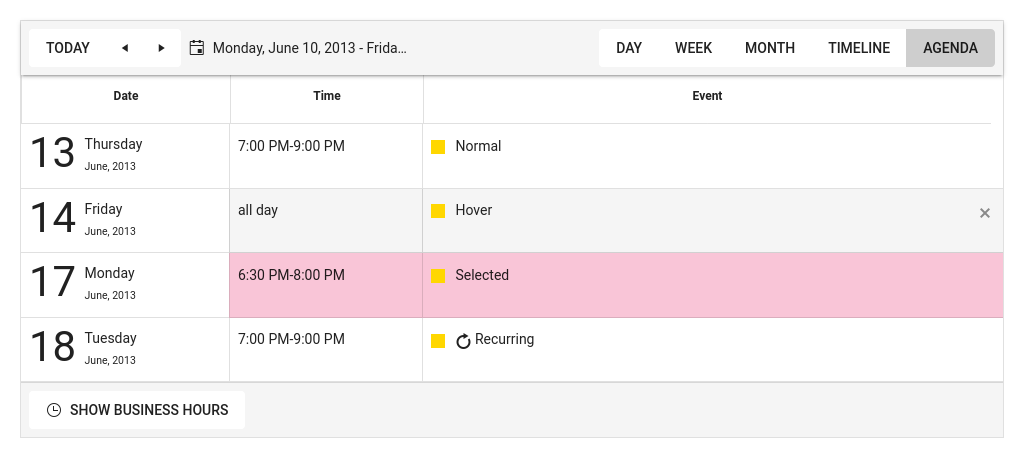 TODAY Monday, June 10, 2013 - Frida... DAY WEEK MONTH TIMELINE AGENDA
Date Time Event
13 Thursday 7:00 PM-9:00 PM Normal
June, 2013
14 Friday all day Hover
June, 2013
17 Monday 6:30 PM-8:00 PM Selected
June, 2013
18 Tuesday 7:00 PM-9:00 PM Recurring
June, 2013
SHOW BUSINESS HOURS